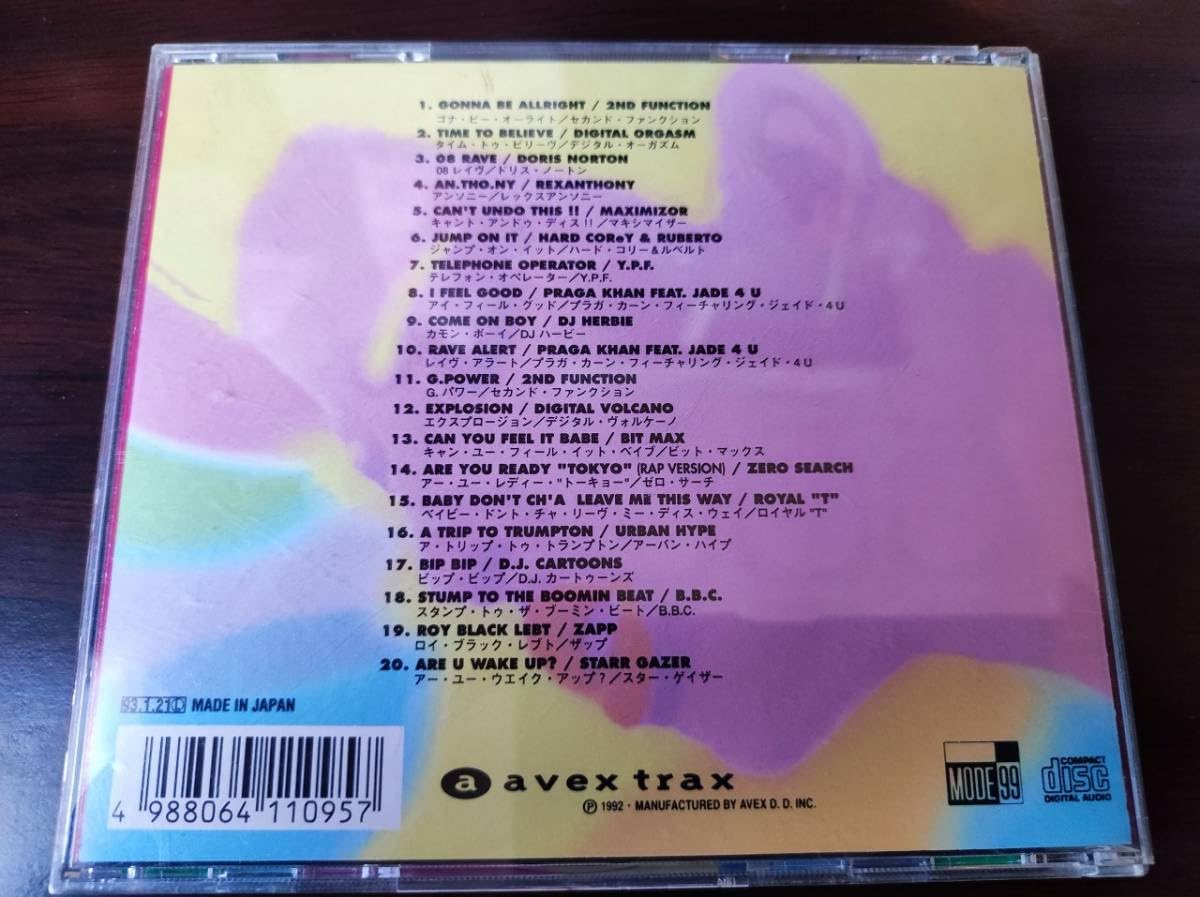 1. GONNA BE ALLRIGHT / 2ND FUNCTION
ゴナ・ビー・オーライト／セカンド・ファンクション
2. TIME TO BELIEVE / DIGITAL ORGASM
タイム・トゥ・ビリーヴ／デジタル・オーガズム
3. 08 RAVE / DORIS NORTON
08 レイヴ／ドリス・ノートン
4. AN.THO.NY / REXANTHONY
アンソニー／レックスアンソニー
5. CAN'T UNDO THIS !! / MAXIMIZOR
キャント・アンドゥ・ディス!!／マキシマイザー
6. JUMP ON IT / HARD COReY & RUBERTO
ジャンプ・オン・イット／ハード・コリー＆ルベルト
7. TELEPHONE OPERATOR / Y.P.F.
テレフォン・オペレーター／Y.P.F.
8. I FEEL GOOD / PRAGA KHAN FEAT. JADE 4 U
アイ・フィール・グッド／プラガ・カーン・フィーチャリング・ジェイド・4 U
9. COME ON BOY / DJ HERBIE
カモン・ボーイ／DJ ハービー
10. RAVE ALERT / PRAGA KHAN FEAT. JADE 4 U
レイヴ・アラート／プラガ・カーン・フィーチャリング・ジェイド・4 U
11. G.POWER / 2ND FUNCTION
G. パワー／セカンド・ファンクション
12. EXPLOSION / DIGITAL VOLCANO
エクスプロージョン／デジタル・ヴォルケーノ
13. CAN YOU FEEL IT BABE / BIT MAX
キャン・ユー・フィール・イット・ベイブ／ビット・マックス
14. ARE YOU READY "TOKYO" (RAP VERSION) / ZERO SEARCH
アー・ユー・レディー・"トーキョー"／ゼロ・サーチ
15. BABY DON'T CH'A LEAVE ME THIS WAY / ROYAL "T"
ベイビー・ドント・チャ・リーヴ・ミー・ディス・ウェイ／ロイヤル "T"
16. A TRIP TO TRUMPTON / URBAN HYPE
ア・トリップ・トゥ・トランプトン／アーバン・ハイプ
17. BIP BIP / D.J. CARTOONS
ビップ・ビップ／D.J. カートゥーンズ
18. STUMP TO THE BOOMIN BEAT / B.B.C.
スタンプ・トゥ・ザ・ブーミン・ビート／B.B.C.
19. ROY BLACK LEBT / ZAPP
ロイ・ブラック・レブト／ザップ
20. ARE U WAKE UP? / STARR GAZER
アー・ユー・ウエイク・アップ？／スター・ゲイザー
93.1.21 Ⓛ MADE IN JAPAN
4 988064 110957
a avex trax
Ⓟ 1992・MANUFACTURED BY AVEX D. D. INC.
MODE 99
COMPACT
disc
DIGITAL AUDIO